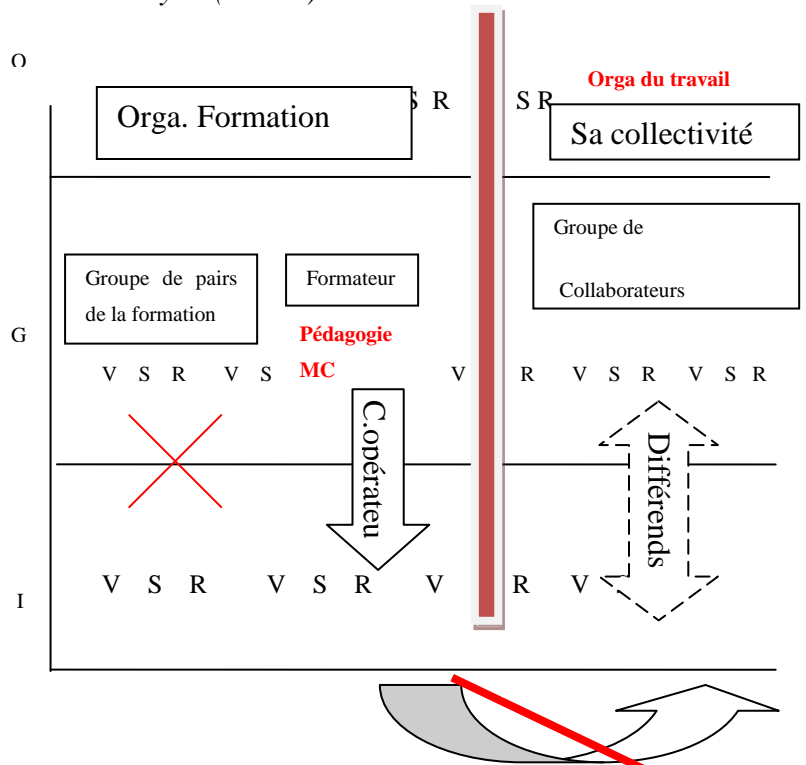 O
Orga du travail
Orga. Formation
S R
S R
Sa collectivité
Groupe de
Collaborateurs
Groupe de pairs
de la formation
Formateur
G
Pédagogie
MC
V S R V S V R V S R V S R
C.opérateu
Différends
I
V S R V S R V R V